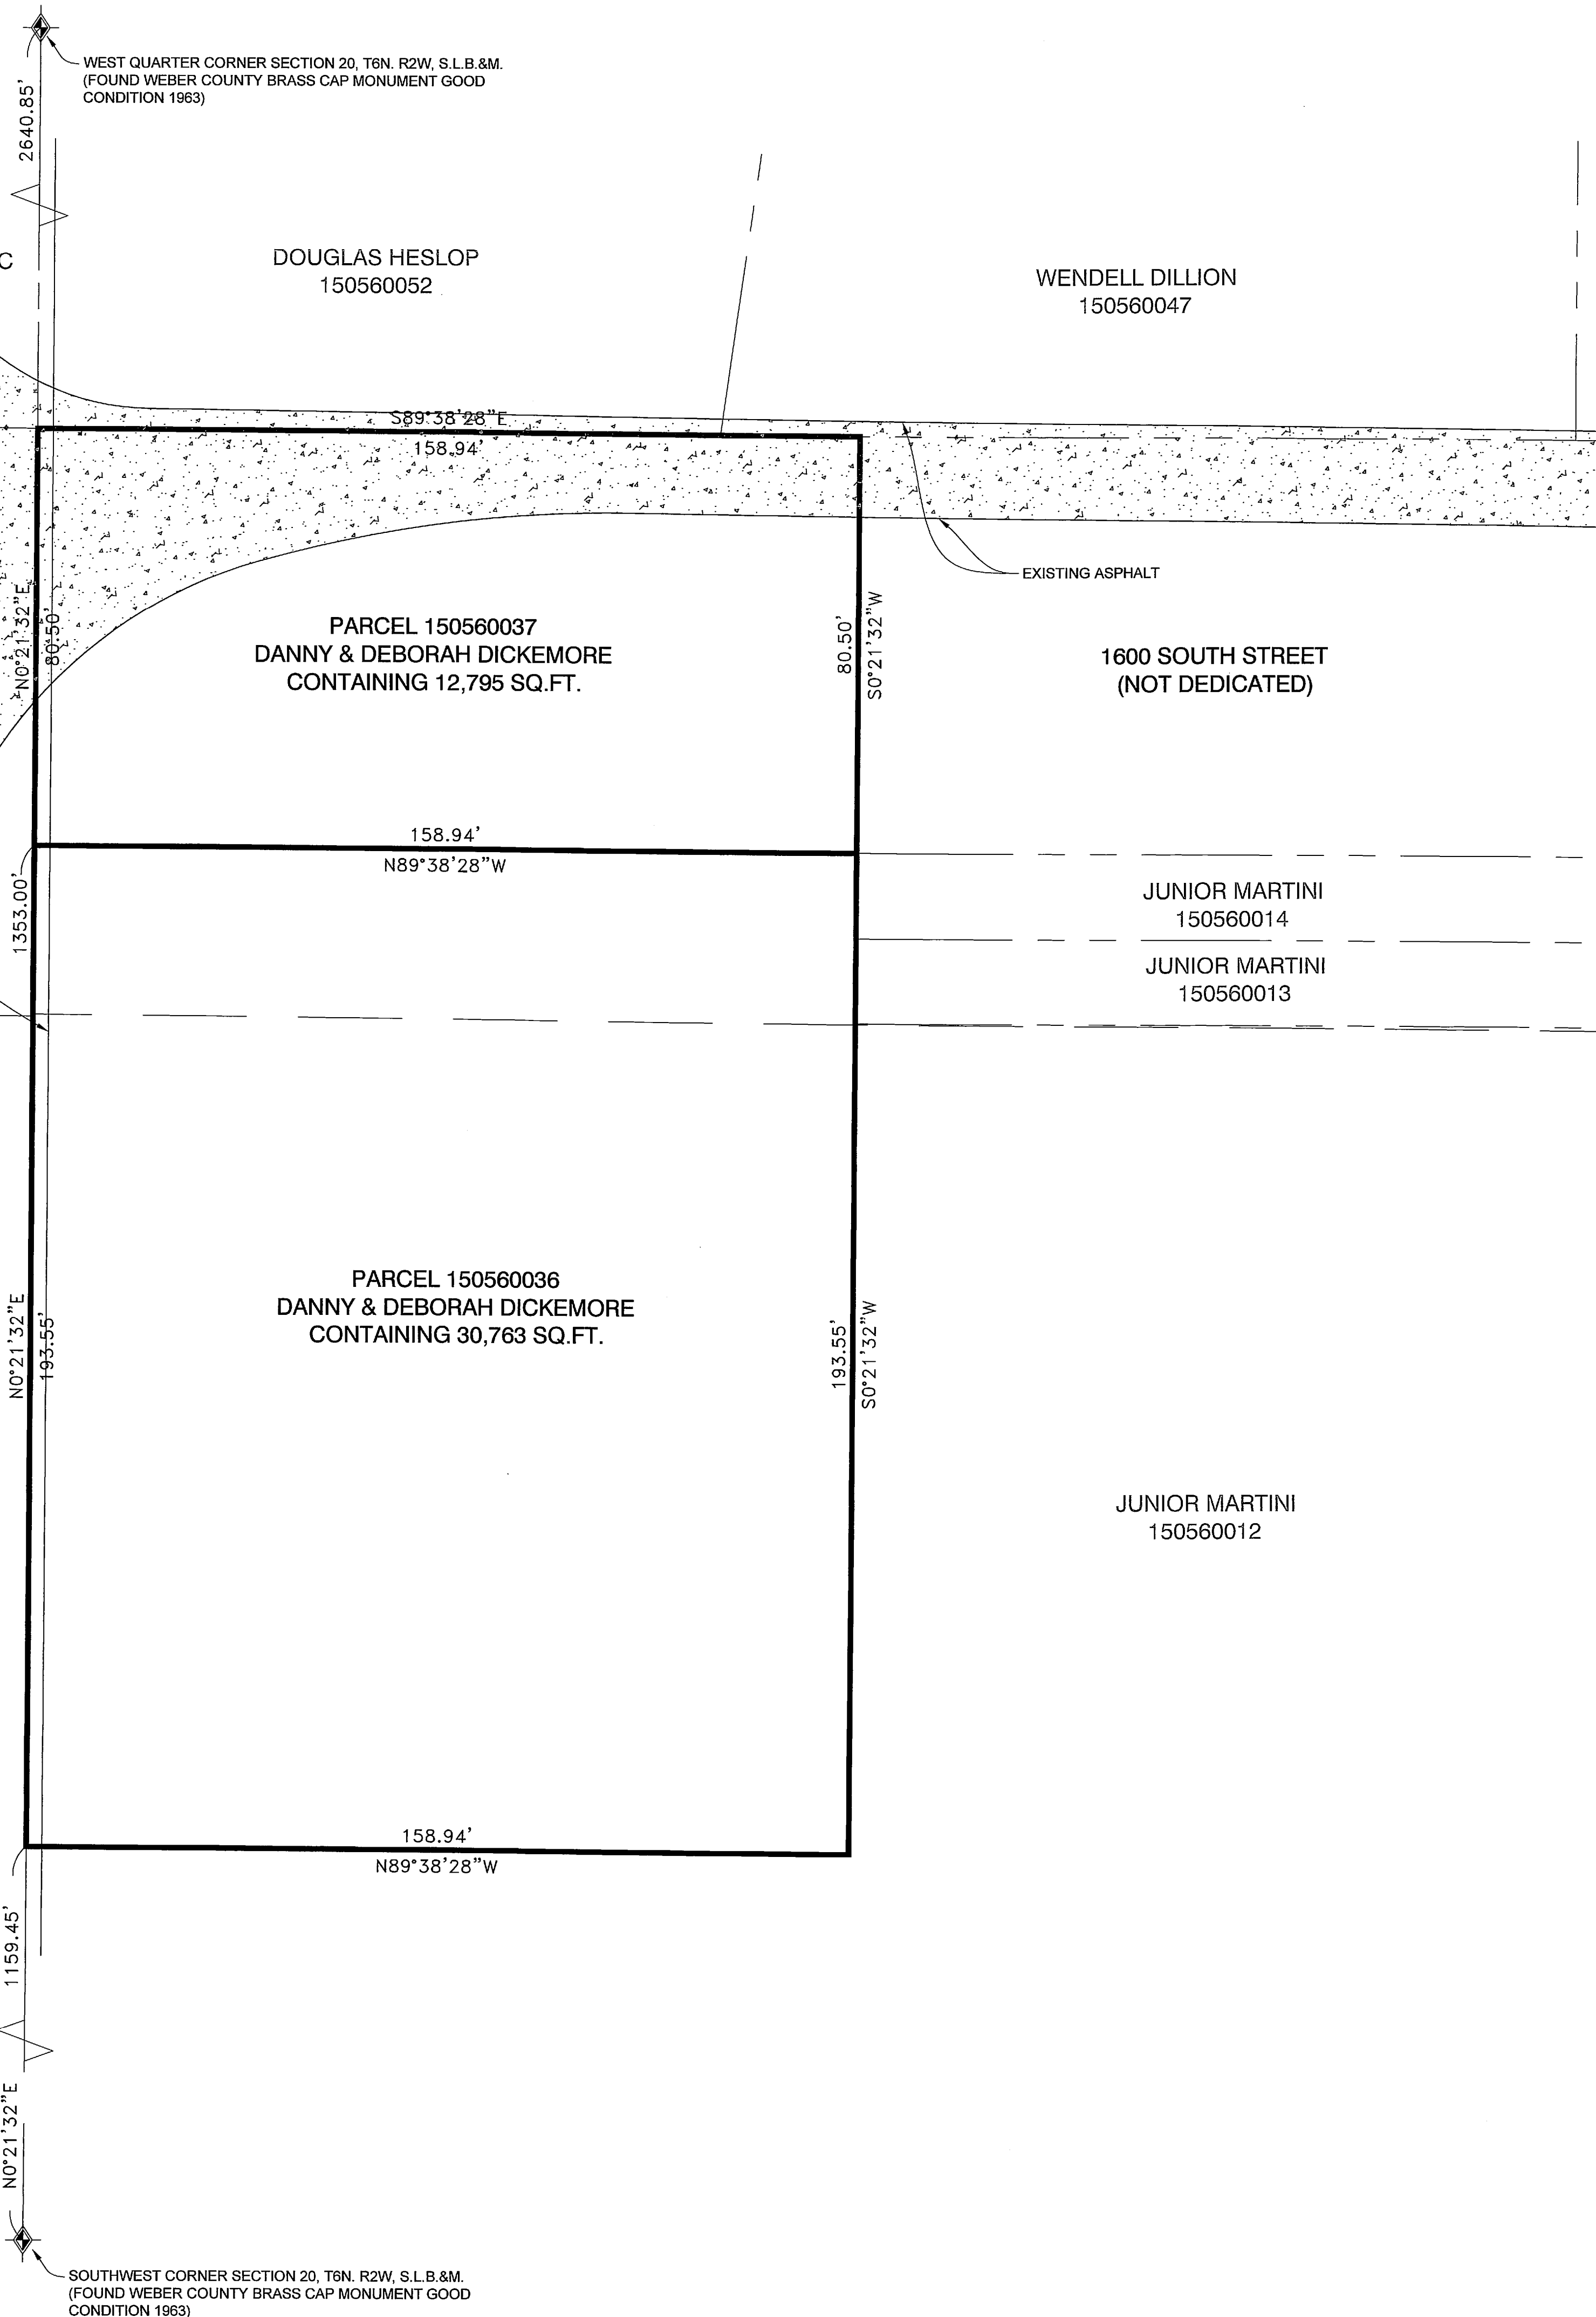 WEST QUARTER CORNER SECTION 20, T6N. R2W, S.L.B.&M.
(FOUND WEBER COUNTY BRASS CAP MONUMENT GOOD
CONDITION 1963)
2640.85'
C
DOUGLAS HESLOP
150560052
WENDELL DILLION
150560047
S89°38'28"E
158.94'
EXISTING ASPHALT
N0°21'32"E
80.50'
PARCEL 150560037
DANNY & DEBORAH DICKEMORE
CONTAINING 12,795 SQ.FT.
80.50'
S0°21'32"W
1600 SOUTH STREET
(NOT DEDICATED)
158.94'
N89°38'28"W
1353.00'
JUNIOR MARTINI
150560014
JUNIOR MARTINI
150560013
PARCEL 150560036
DANNY & DEBORAH DICKEMORE
CONTAINING 30,763 SQ.FT.
N0°21'32"E
193.55'
193.55'
S0°21'32"W
JUNIOR MARTINI
150560012
158.94'
N89°38'28"W
1159.45'
N0°21'32"E
SOUTHWEST CORNER SECTION 20, T6N. R2W, S.L.B.&M.
(FOUND WEBER COUNTY BRASS CAP MONUMENT GOOD
CONDITION 1963)